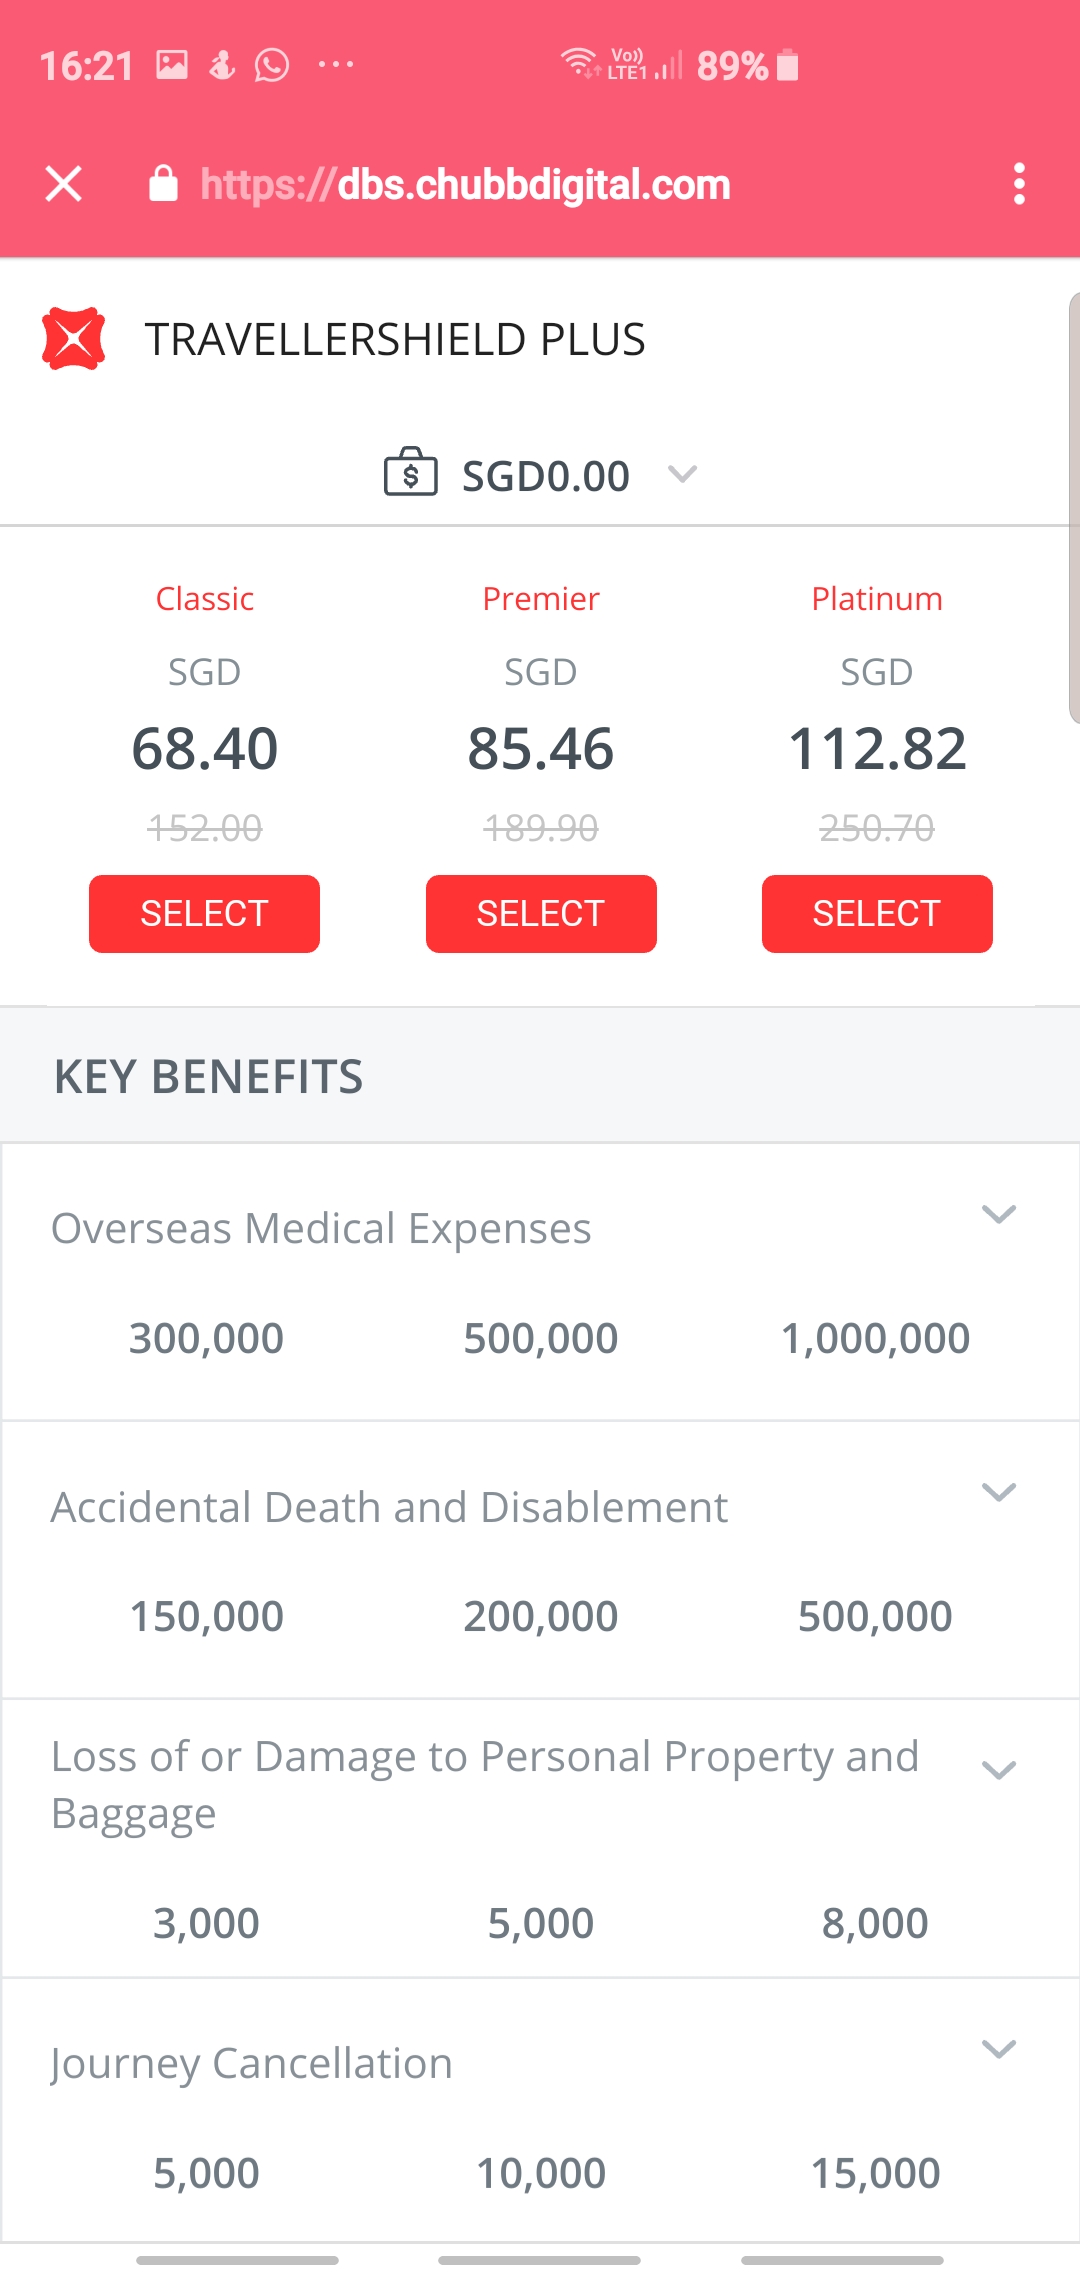 16:21
Vo)) LTE1
89%
https://dbs.chubbdigital.com
TRAVELLERSHIELD PLUS
$ SGD0.00
Classic Premier Platinum
SGD SGD SGD
68.40 85.46 112.82
152.00 189.90 250.70
SELECT SELECT SELECT
KEY BENEFITS
Overseas Medical Expenses
300,000 500,000 1,000,000
Accidental Death and Disablement
150,000 200,000 500,000
Loss of or Damage to Personal Property and
Baggage
3,000 5,000 8,000
Journey Cancellation
5,000 10,000 15,000